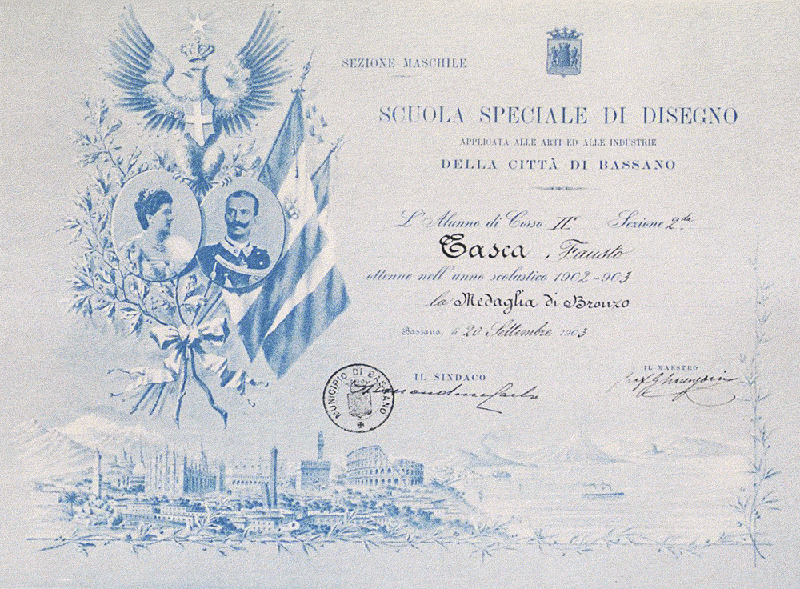 SEZIONE MASCHILE
SCUOLA SPECIALE DI DISEGNO
APPLICATA ALLE ARTI ED ALLE INDUSTRIE
DELLA CITTÀ DI BASSANO
L'Alunno di Corso II° Sezione 2da
Tasca Fausto
ottenne nell'anno scolastico 1902-903
la Medaglia di Bronzo
Bassano, li 20 Settembre 1903
IL SINDACO
IL MAESTRO
MUNICIPIO DI BASSANO